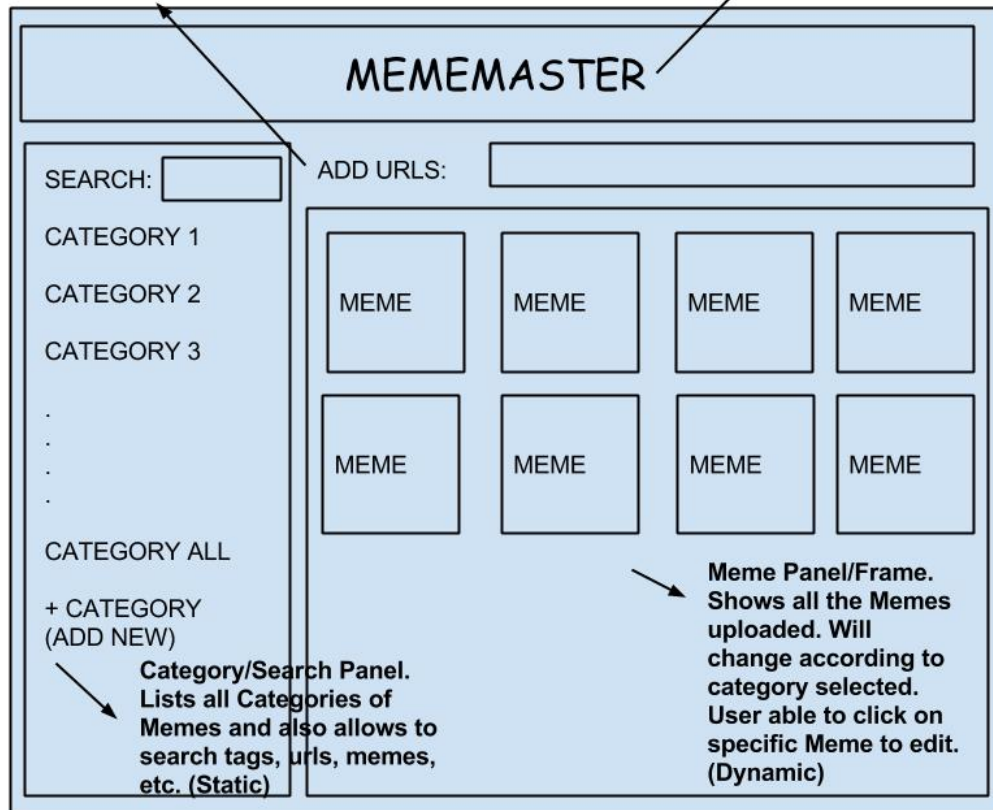 MEMEMASTER
SEARCH:
ADD URLS:
CATEGORY 1
CATEGORY 2
CATEGORY 3
.
.
.
.
CATEGORY ALL
+ CATEGORY
(ADD NEW)
Category/Search Panel.
Lists all Categories of
Memes and also allows to
search tags, urls, memes,
etc. (Static)
MEME MEME MEME MEME
MEME MEME MEME MEME
Meme Panel/Frame.
Shows all the Memes
uploaded. Will
change according to
category selected.
User able to click on
specific Meme to edit.
(Dynamic)